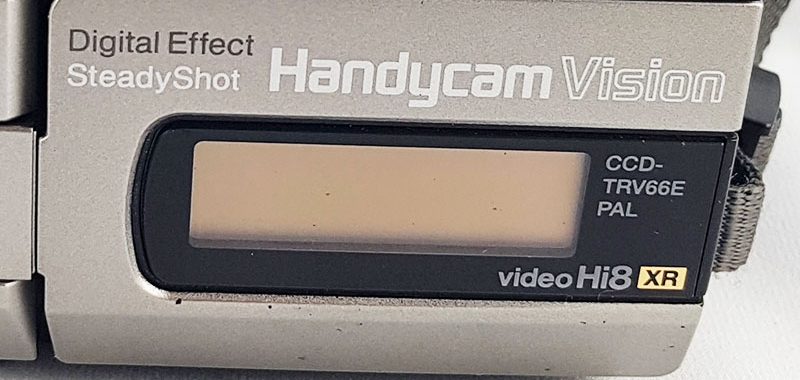 Digital Effect
SteadyShot
Handycam Vision
CCD-
TRV66E
PAL
video Hi8 XR